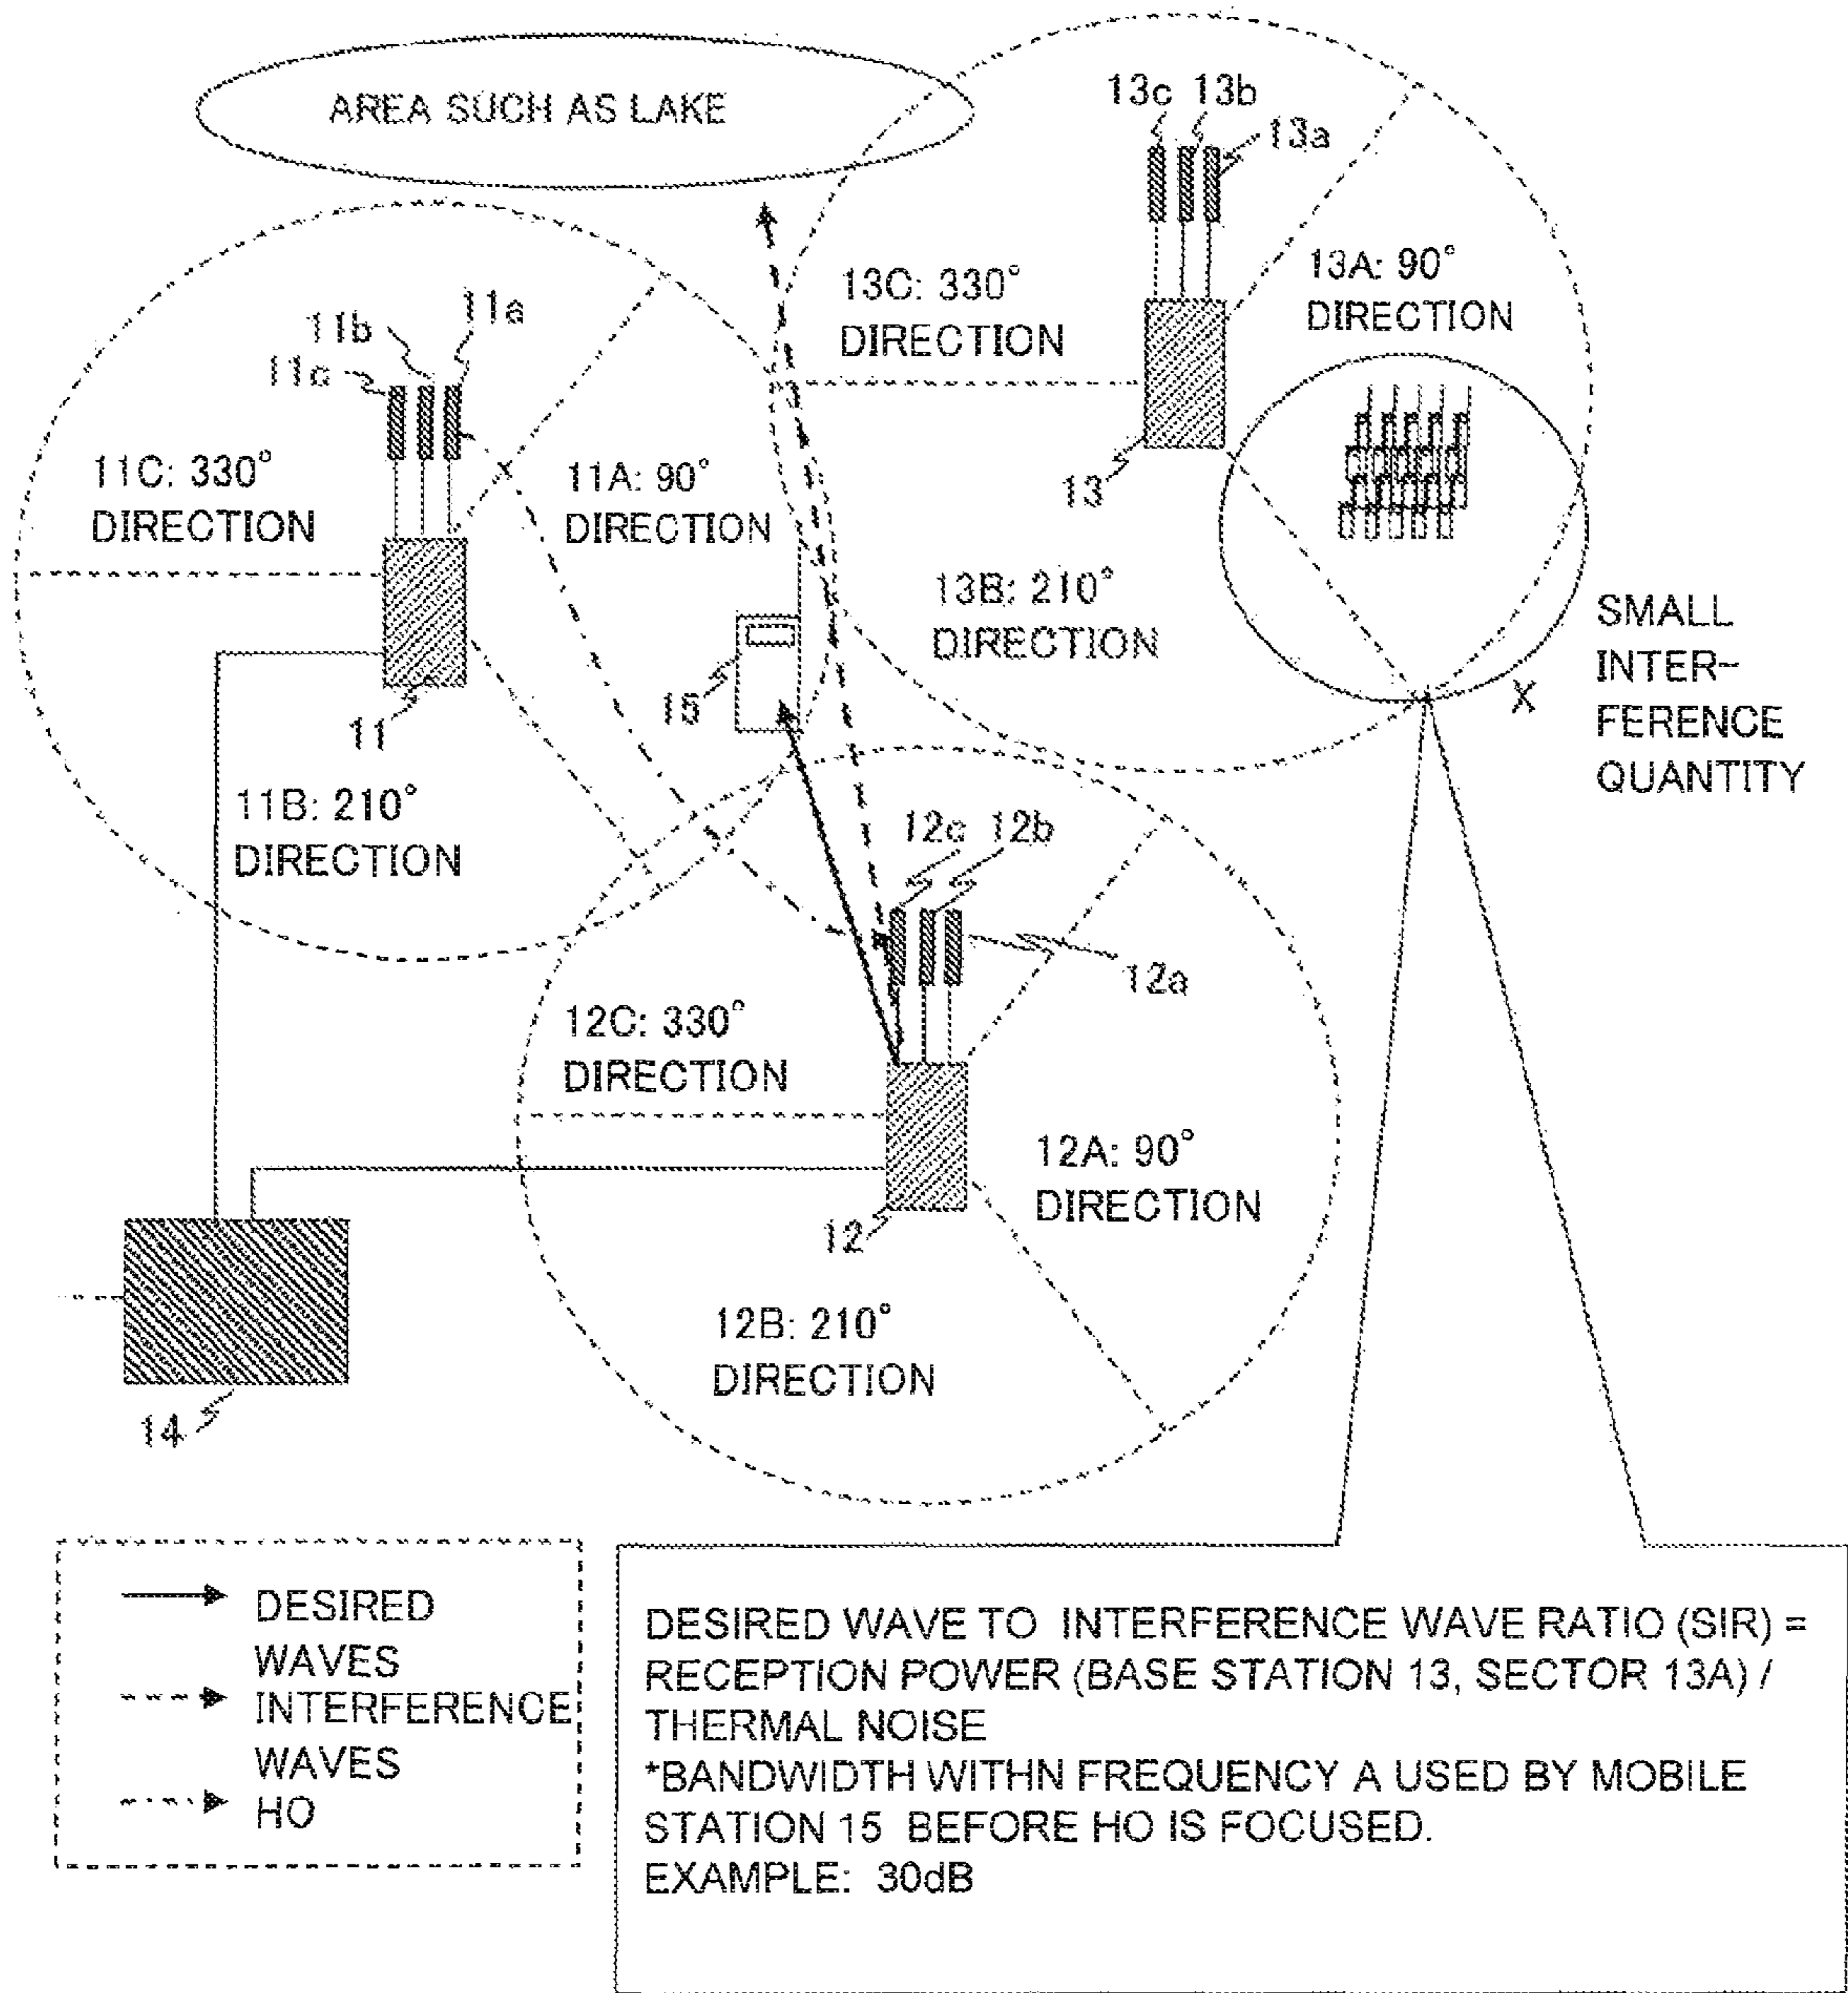 AREA SUCH AS LAKE
13c 13b
13a
13C: 330°
DIRECTION
13A: 90°
DIRECTION
11a
11b
11c
11C: 330°
DIRECTION
11A: 90°
DIRECTION
13
13B: 210°
DIRECTION
SMALL
INTER-
FERENCE
QUANTITY
X
15
11
11B: 210°
DIRECTION
12c 12b
12a
12C: 330°
DIRECTION
12A: 90°
DIRECTION
12
12B: 210°
DIRECTION
14
DESIRED
WAVES
INTERFERENCE
WAVES
HO
DESIRED WAVE TO INTERFERENCE WAVE RATIO (SIR) =
RECEPTION POWER (BASE STATION 13, SECTOR 13A) /
THERMAL NOISE
*BANDWIDTH WITHN FREQUENCY A USED BY MOBILE
STATION 15 BEFORE HO IS FOCUSED.
EXAMPLE: 30dB